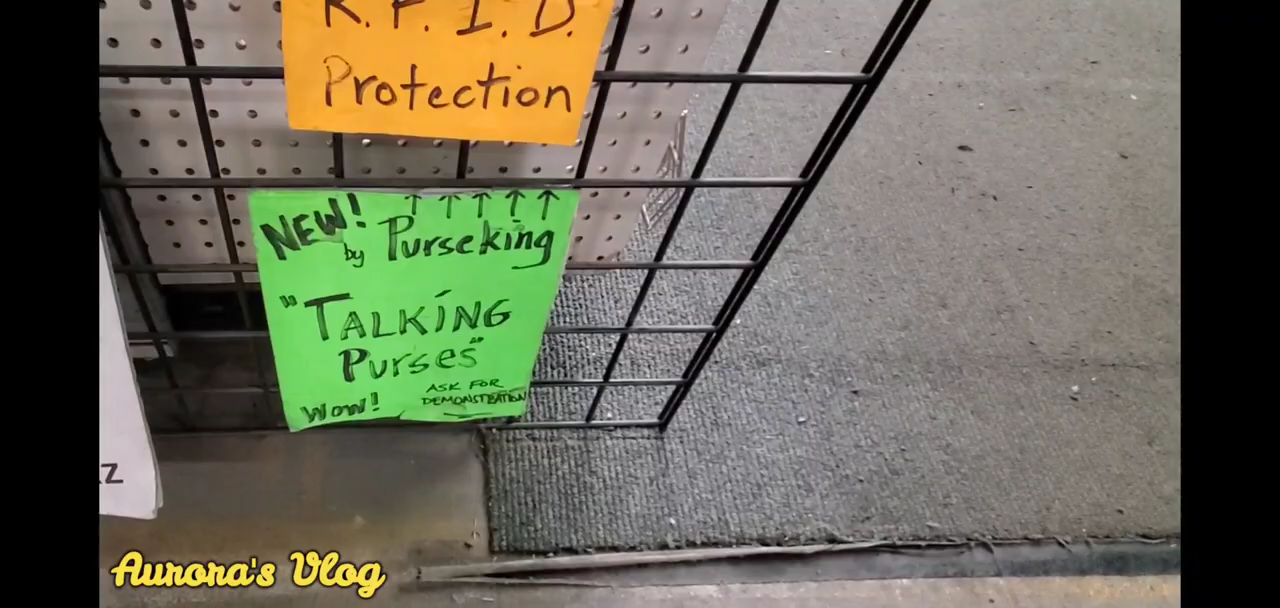 R.F.I.D.
Protection
NEW! ↑ ↑ ↑ ↑ ↑
by Purseking
"TALKING
Purses"
ASK FOR
DEMONSTRATION
WOW!
Z
Aurora's Vlog